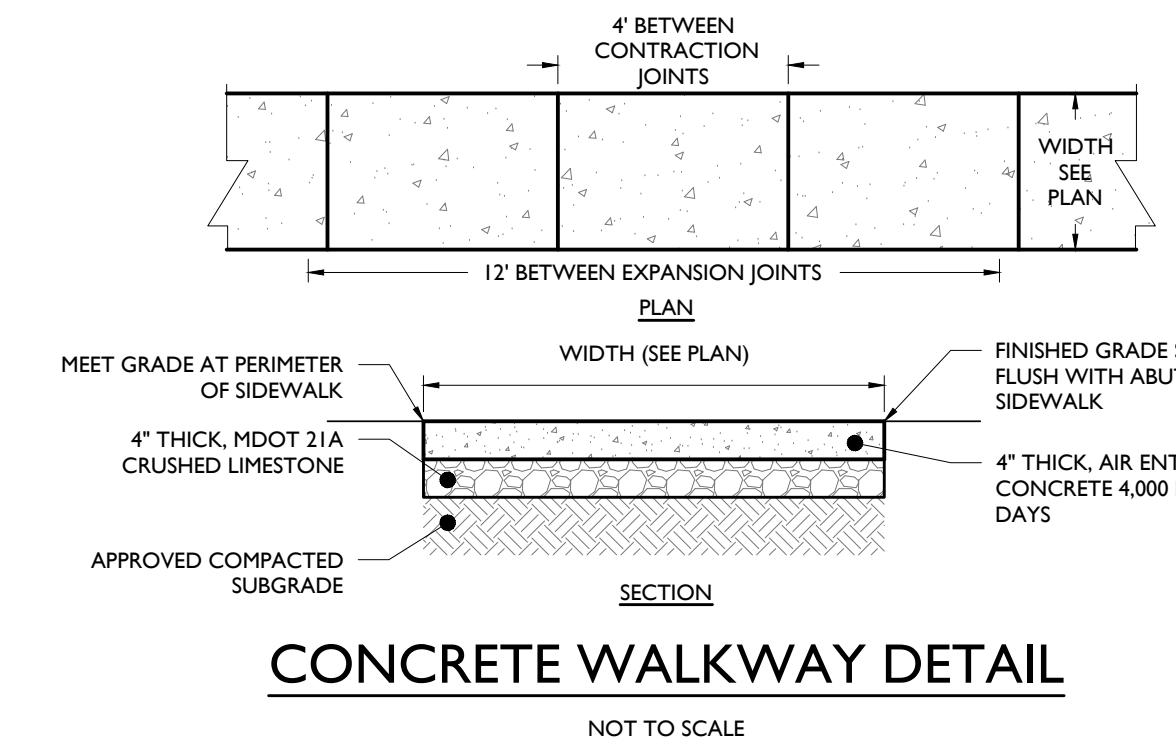 4' BETWEEN
CONTRACTION
JOINTS
WIDTH
SEE
PLAN
12' BETWEEN EXPANSION JOINTS
PLAN
MEET GRADE AT PERIMETER
OF SIDEWALK
WIDTH (SEE PLAN)
FINISHED GRADE
FLUSH WITH
SIDEWALK
4" THICK, MDOT 21A
CRUSHED LIMESTONE
4" THICK, AIR
CONCRETE 4,000
DAYS
APPROVED COMPACTED
SUBGRADE
SECTION
CONCRETE WALKWAY DETAIL
NOT TO SCALE